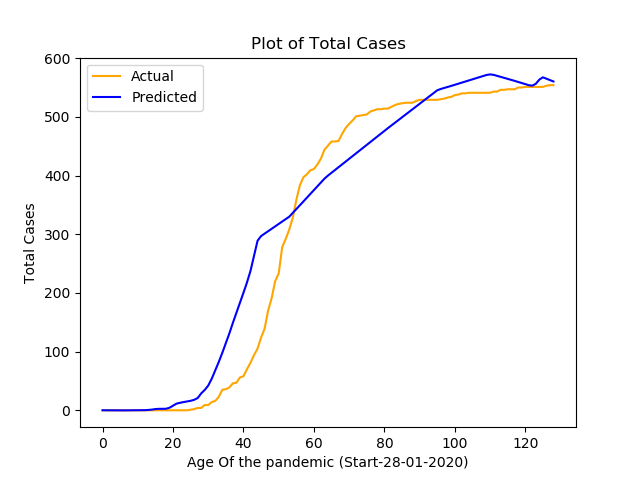 Plot of Total Cases
Actual
Predicted
600
500
400
300
200
100
0
Total Cases
0 20 40 60 80 100 120
Age Of the pandemic (Start-28-01-2020)